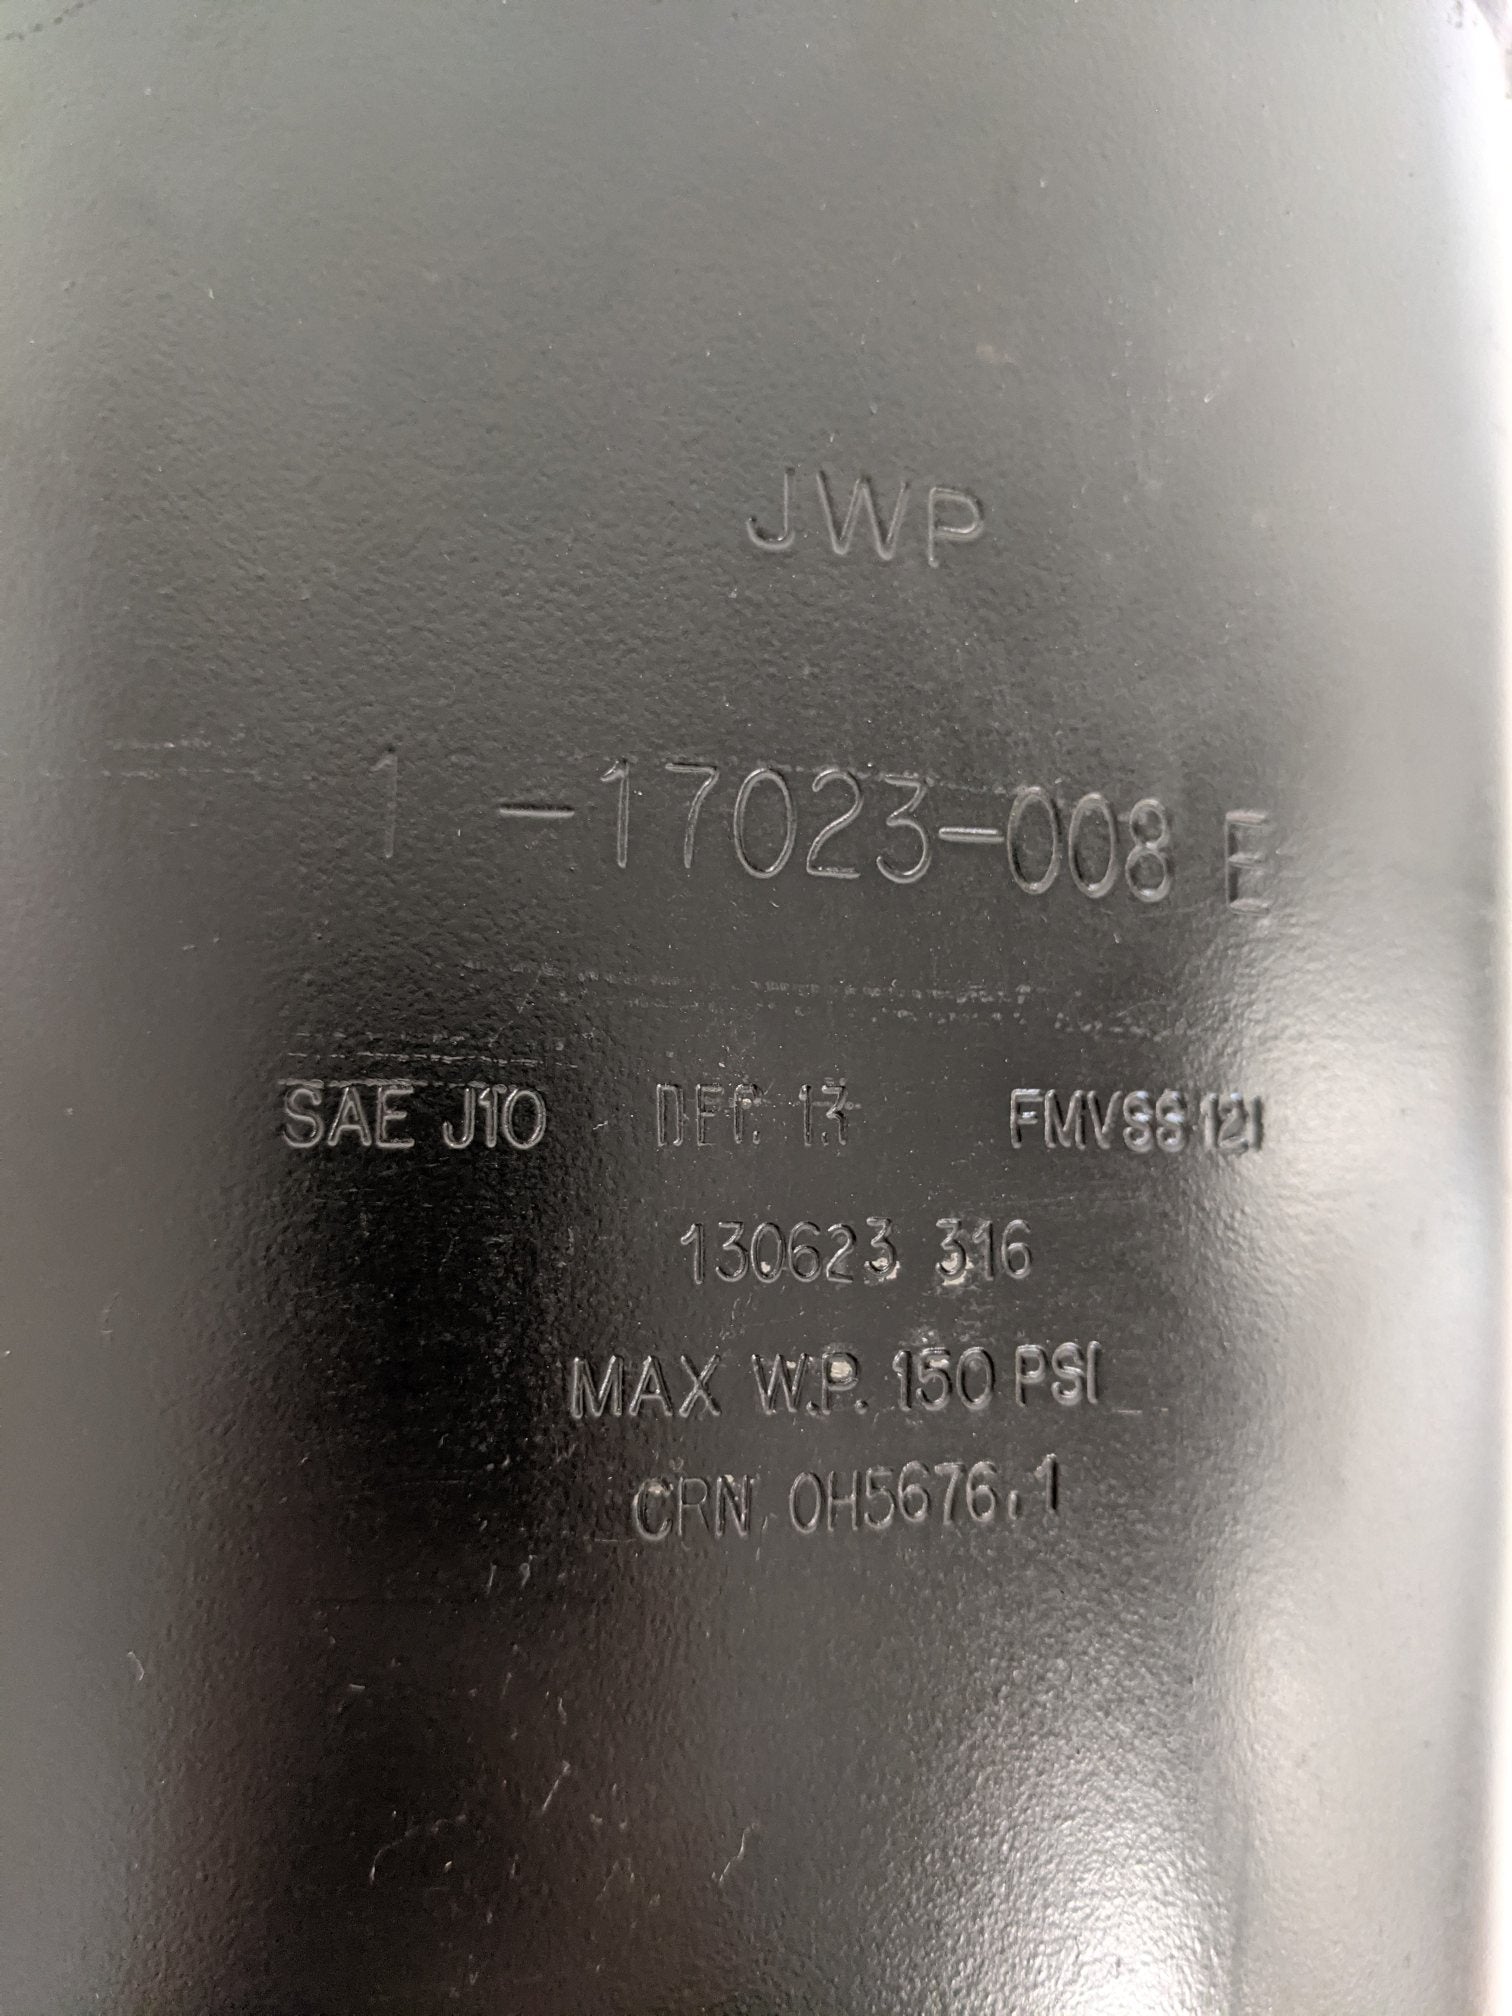 JWP
1 -17023-008 E
SAE J10 DEC. 13 FMVSS 121
130623 316
MAX W.P. 150 PSI
CRN. 0H5676.1